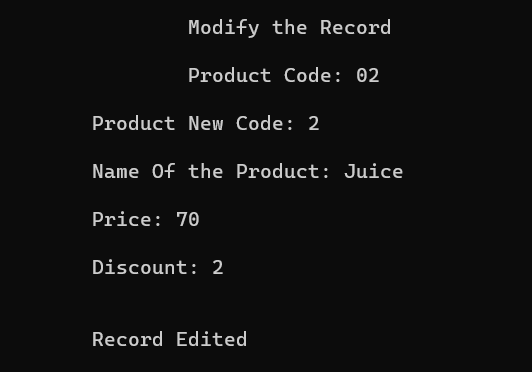 Modify the Record
Product Code: 02
Product New Code: 2
Name Of the Product: Juice
Price: 70
Discount: 2
Record Edited